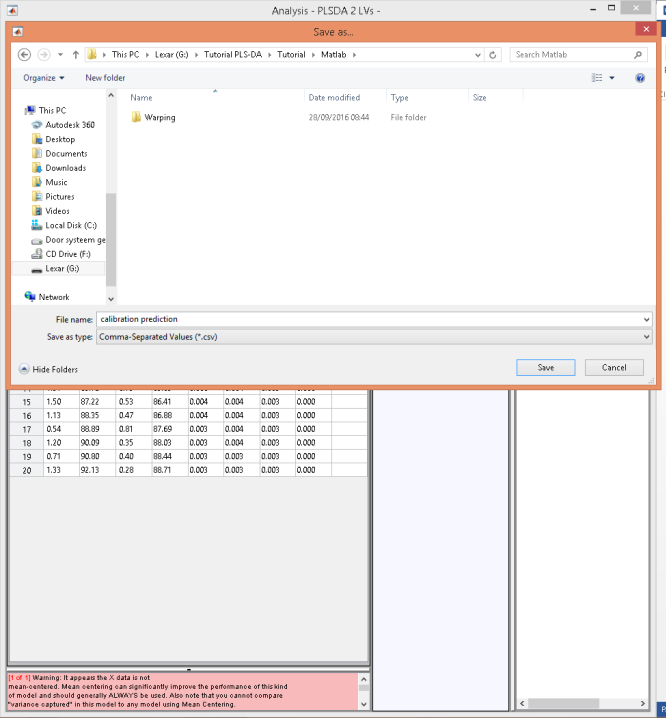 Analysis - PLSDA 2 LVs -
Save as...
This PC Lexar (G:) Tutorial PLS-DA Tutorial Matlab
Search Matlab
Organize New folder
Name Date modified Type Size
Warping 28/09/2016 08:44 File folder
This PC
Autodesk 360
Desktop
Documents
Downloads
Music
Pictures
Videos
Local Disk (C:)
Door systeem ge
CD Drive (F:)
Lexar (G:)
Network
File name: calibration prediction
Save as type: Comma-Separated Values (*.csv)
Hide Folders
Save Cancel
15 1.50 87.22 0.53 86.41 0.004 0.004 0.003 0.000
16 1.13 88.35 0.47 86.88 0.004 0.004 0.003 0.000
17 0.54 88.89 0.81 87.69 0.003 0.004 0.003 0.000
18 1.20 90.09 0.35 88.03 0.003 0.004 0.003 0.000
19 0.71 90.80 0.40 88.44 0.003 0.003 0.003 0.000
20 1.33 92.13 0.28 88.71 0.003 0.003 0.003 0.000
[1 of 1] Warning: It appears the X data is not
mean-centered. Mean centering can significantly improve the performance of this kind
of model and should generally ALWAYS be used. Also note that you cannot compare
"variance captured" in this model to any model using Mean Centering.